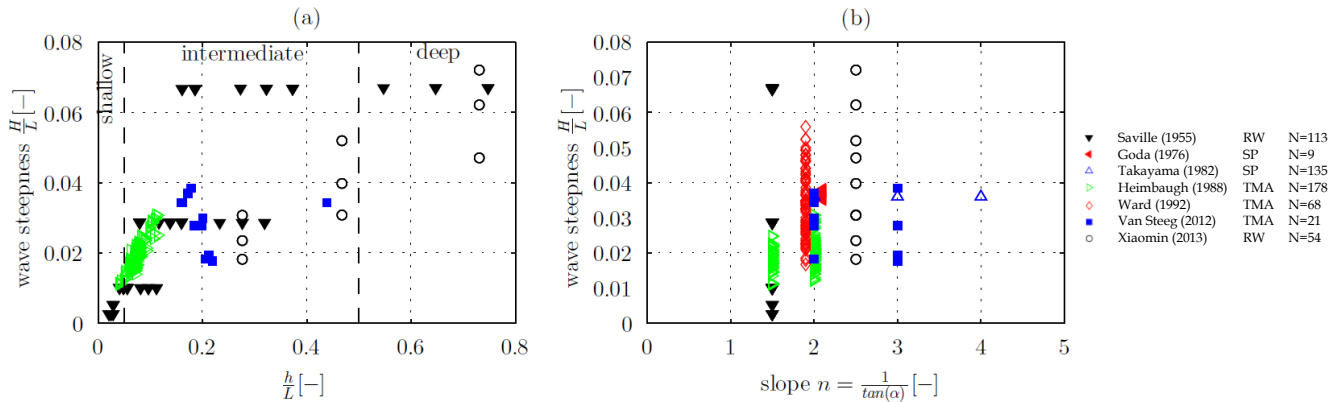 (a)
0.08
0.06
0.04
0.02
0
wave steepness H/L [−]
shallow
intermediate
deep
0 0.2 0.4 0.6 0.8
h/L [−]
(b)
0.08
0.07
0.06
0.05
0.04
0.03
0.02
0.01
0
wave steepness H/L [−]
0 1 2 3 4 5
slope n = 1/tan(α) [−]
Saville (1955) RW N=113
Goda (1976) SP N=9
Takayama (1982) SP N=135
Heimbaugh (1988) TMA N=178
Ward (1992) TMA N=68
Van Steeg (2012) TMA N=21
Xiaomin (2013) RW N=54